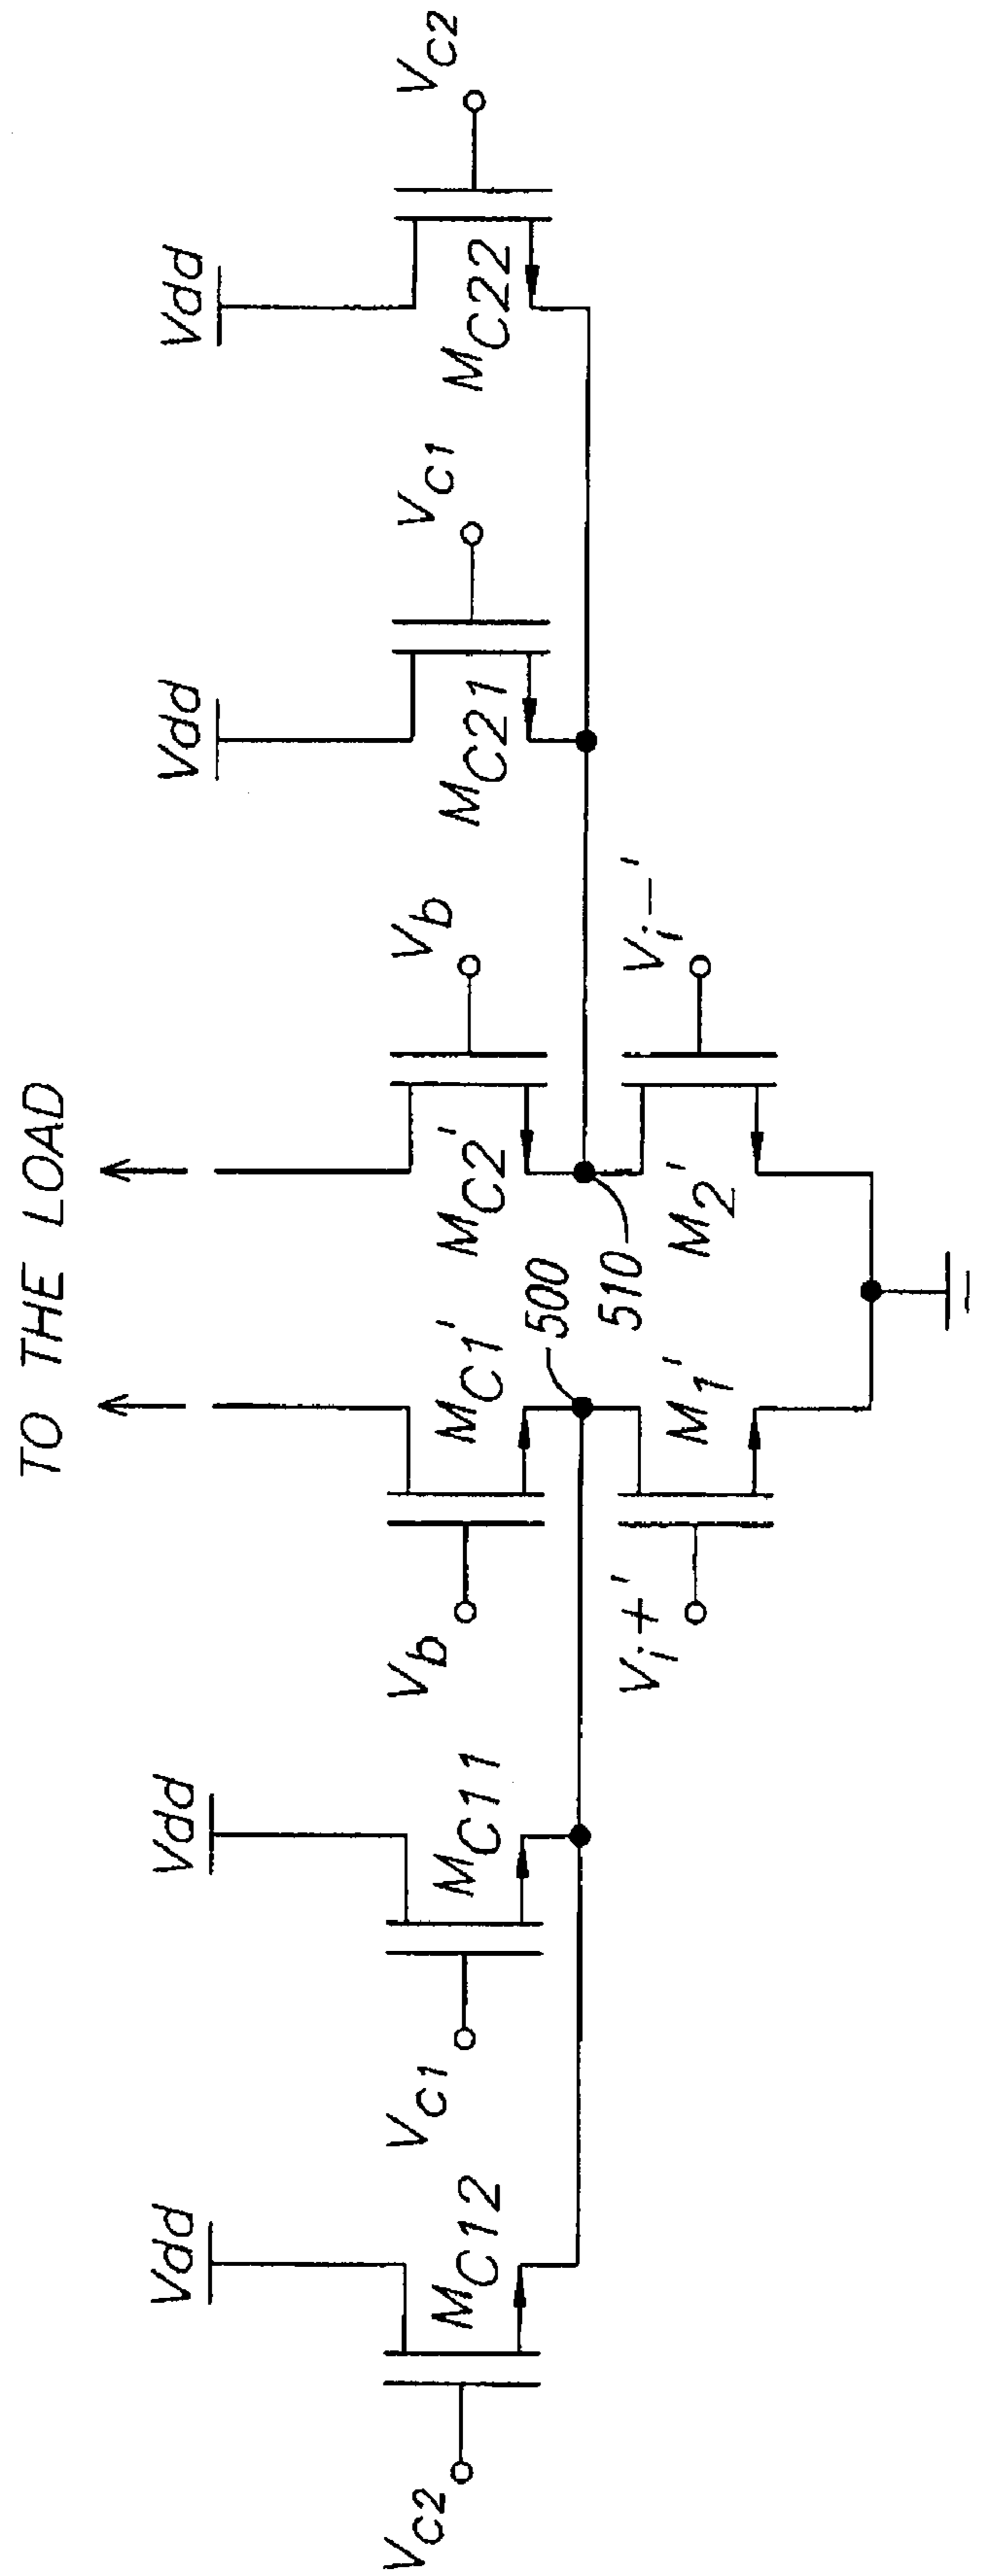 TO THE LOAD
Vdd
Vdd
Vdd
Vdd
VC2
MC12
VC1
MC11
Vb
MC1'
MC2'
Vb
MC21
VC1
MC22
VC2
500
510
Vi+'
M1'
M2'
Vi-'